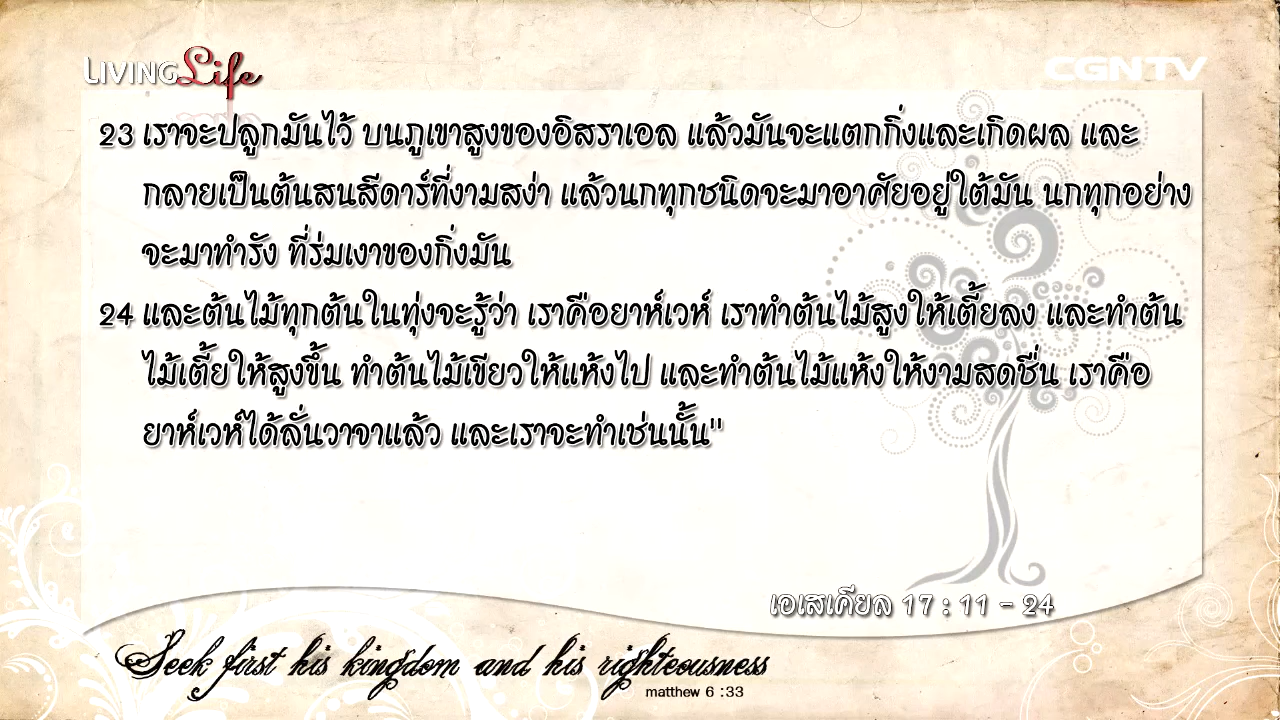 LIVING Life
CGNTV
23 เราจะปลูกมันไว้ บนภูเขาสูงของอิสราเอล แล้วมันจะแตกกิ่งและเกิดผล และ
กลายเป็นต้นสนสีดาร์ที่งามสง่า แล้วนกทุกชนิดจะมาอาศัยอยู่ใต้มัน นกทุกอย่าง
จะมาทำรัง ที่ร่มเงาของกิ่งมัน
24 และต้นไม้ทุกต้นในทุ่งจะรู้ว่า เราคือยาห์เวห์ เราทำต้นไม้สูงให้เตี้ยลง และทำต้น
ไม้เตี้ยให้สูงขึ้น ทำต้นไม้เขียวให้แห้งไป และทำต้นไม้แห้งให้งามสดชื่น เราคือ
ยาห์เวห์ได้ลั่นวาจาแล้ว และเราจะทำเช่นนั้น"
เอเสเคียล 17 : 11 - 24
Seek first his kingdom and his righteousness
matthew 6 :33